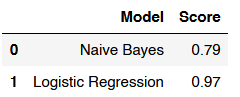 Model Score
0 Naive Bayes 0.79
1 Logistic Regression 0.97